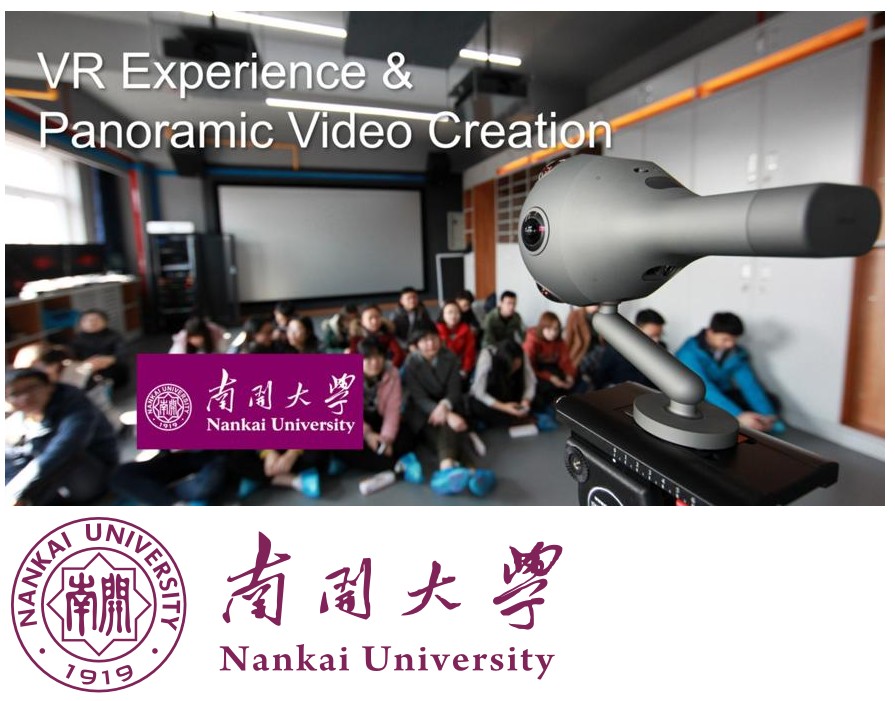 VR Experience &
Panoramic Video Creation
NANKAI UNIVERSITY
南開
1919
南開大學
Nankai University
NANKAI UNIVERSITY
南開
1919
南開大學
Nankai University